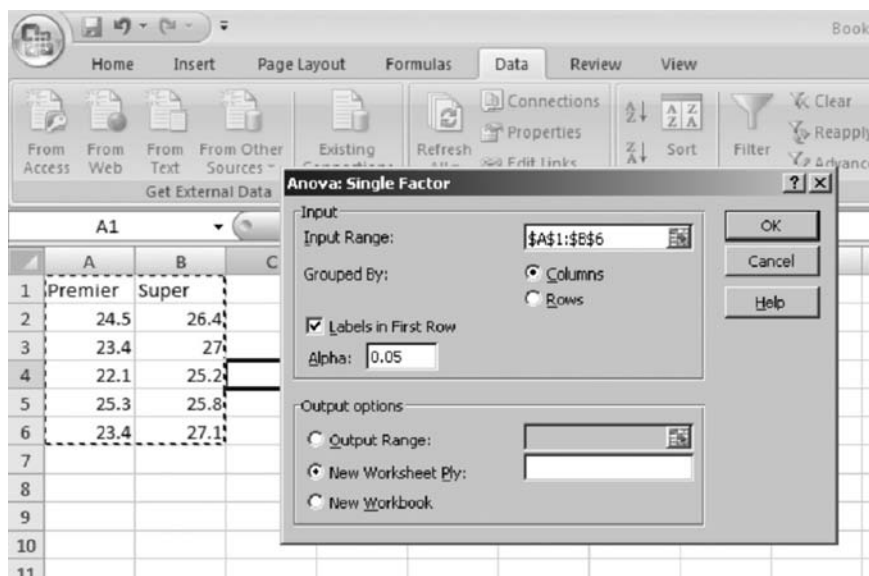 Book
Home Insert Page Layout Formulas Data Review View
From Access From Web From Text From Other Sources Existing Refresh Connections Properties Edit Links Sort Filter Clear Reapply
Get External Data
A1
A B C
1 Premier Super
2 24.5 26.4
3 23.4 27
4 22.1 25.2
5 25.3 25.8
6 23.4 27.1
7
8
9
10
11
Anova: Single Factor
Input
Input Range: $A$1:$B$6
Grouped By: Columns
Rows
Labels in First Row
Alpha: 0.05
Output options
Output Range:
New Worksheet Ply:
New Workbook
OK
Cancel
Help